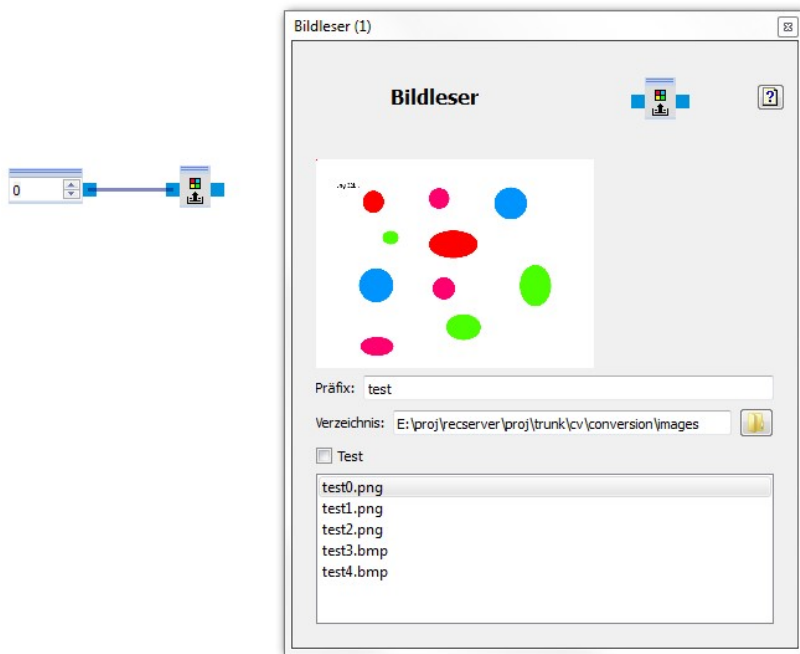 Bildleser (1)
Bildleser
0
Präfix: test
Verzeichnis: E:\proj\recserver\proj\trunk\cv\conversion\images
Test
test0.png
test1.png
test2.png
test3.bmp
test4.bmp